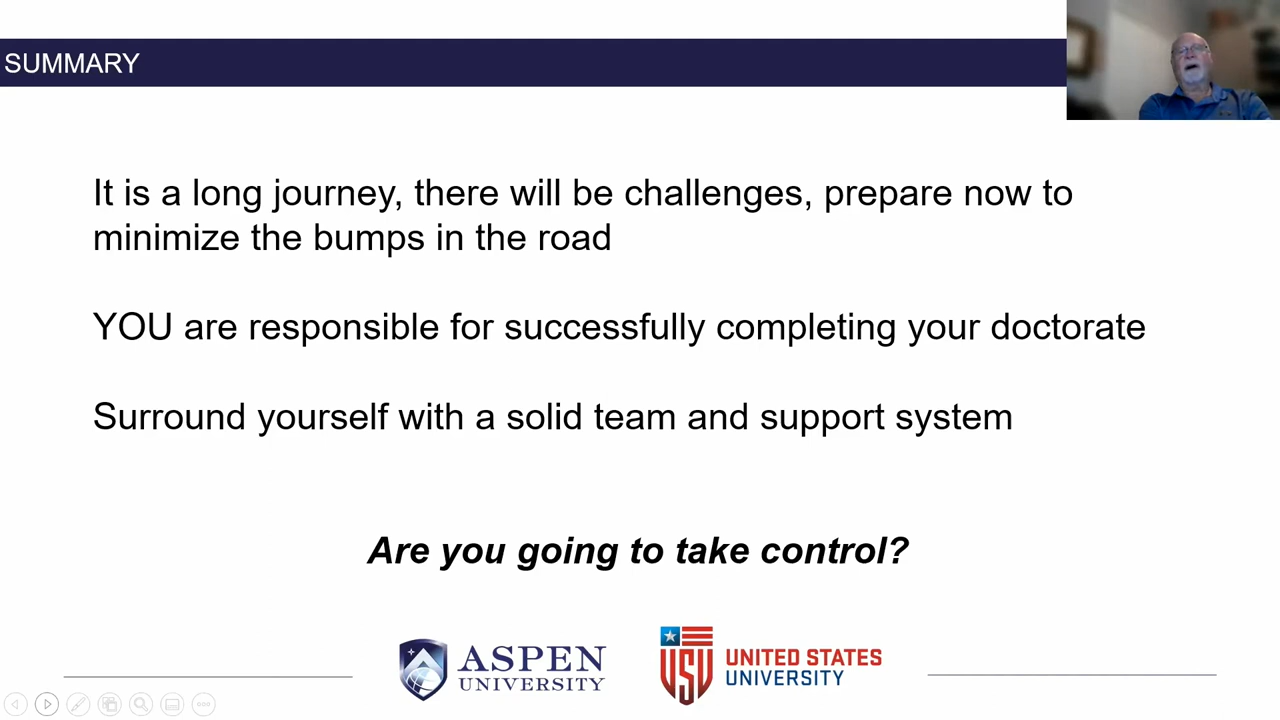 SUMMARY
It is a long journey, there will be challenges, prepare now to
minimize the bumps in the road
YOU are responsible for successfully completing your doctorate
Surround yourself with a solid team and support system
Are you going to take control?
ASPEN
UNIVERSITY
USU
UNITED STATES
UNIVERSITY